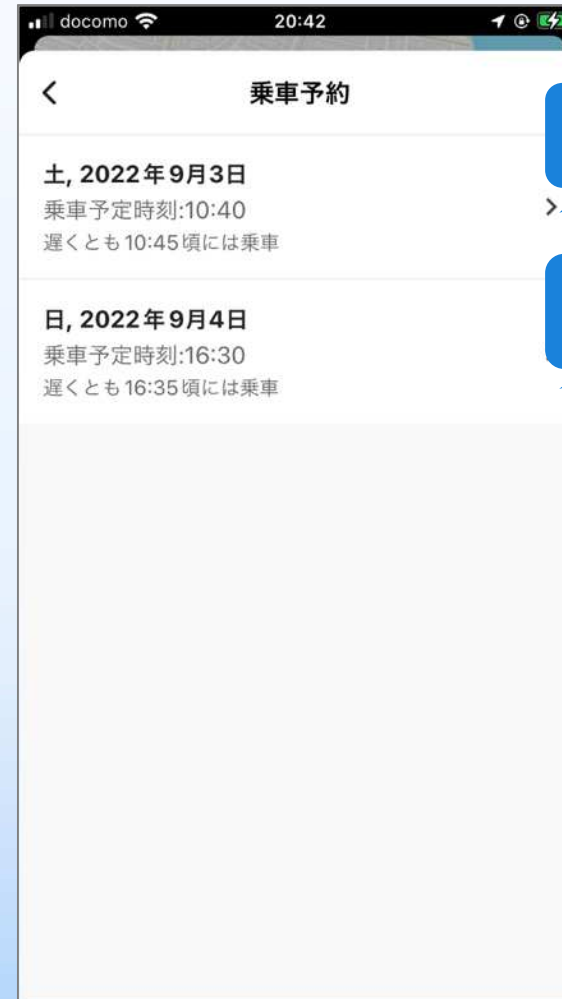 docomo 20:42
乗車予約
土, 2022年9月3日
乗車予定時刻:10:40
遅くとも10:45頃には乗車
日, 2022年9月4日
乗車予定時刻:16:30
遅くとも16:35頃には乗車